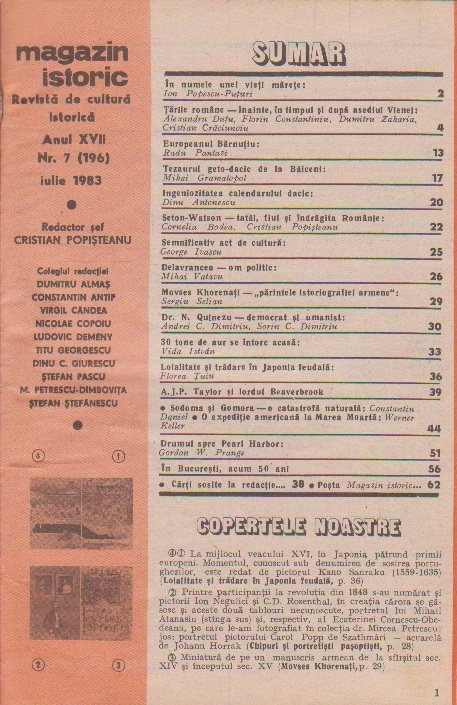 magazin
istoric
Revistă de cultură
istorică
Anul XVII
Nr. 7 (196)
iulie 1983
●
Redactor șef
CRISTIAN POPIȘTEANU
Colegiul redacției
DUMITRU ALMAȘ
CONSTANTIN ANTIP
VIRGIL CÂNDEA
NICOLAE COPOIU
LUDOVIC DEMENY
TITU GEORGESCU
DINU C. GIURESCU
ȘTEFAN PASCU
M. PETRESCU-DÎMBOVIȚA
ȘTEFAN ȘTEFĂNESCU
●
④ ①
② ③
SUMAR
În numele unei vieți mărețe:
Ion Popescu-Puțuri 2
Țările române — înainte, în timpul și după asediul Vienei:
Alexandru Duțu, Florin Constantiniu, Dumitru Zaharia,
Cristian Crăciunoiu 4
Europeanul Bărnuțiu:
Radu Pantazi 13
Tezaurul geto-dacic de la Băiceni:
Mihai Gramatopol 17
Ingeniozitatea calendarului dacic:
Dinu Antonescu 20
Seton-Watson — tatăl, fiul și îndrăgita Românie:
Cornelia Bodea, Cristian Popișteanu 22
Semnificativ act de cultură:
George Ivașcu 25
Delavrancea — om politic:
Mihai Vatavu 26
Movses Khorenați — „părintele istoriografiei armene":
Sergiu Selian 29
Dr. N. Quinezu — democrat și umanist:
Andrei C. Dimitriu, Sorin C. Dimitriu 30
30 tone de aur se întorc acasă:
Vida István 33
Loialitate și trădare în Japonia feudală:
Florea Țuiu 36
A.J.P. Taylor și lordul Beaverbrook 39
● Sodoma și Gomora — o catastrofă naturală: Constantin
Daniel ● O expediție americană la Marea Moartă: Werner
Keller 44
Drumul spre Pearl Harbor:
Gordon W. Prange 51
În București, acum 50 ani 56
● Cărți sosite la redacție.... 38 ● Poșta Magazin istoric... 62
COPERTELE NOASTRE
④① La mijlocul veacului XVI, în Japonia pătrund primii
europeni. Momentul, cunoscut sub denumirea de sosirea portu-
ghezilor, este redat de pictorul Kano Sanraku (1559-1635)
(Loialitate și trădare în Japonia feudală, p. 36)
② Printre participanții la revoluția din 1848 s-au numărat și
pictorii Ion Negulici și C.D. Rosenthal, în creația cărora se gă-
sesc și aceste două tablouri necunoscute, portretul lui Mihail
Atanasiu (stînga sus) și, respectiv, al Ecaterinei Cornescu-Obe-
deanu, pe care le-am fotografiat în colecția dr. Mircea Petrescu;
jos: portretul pictorului Carol Popp de Szathmári — acuarelă
de Johann Horrak (Chipuri și portretiști pașoptiști, p. 28)
③ Miniatură de pe un manuscris armean de la sfîrșitul sec.
XIV și începutul sec. XV (Movses Khorenați, p. 29)
1